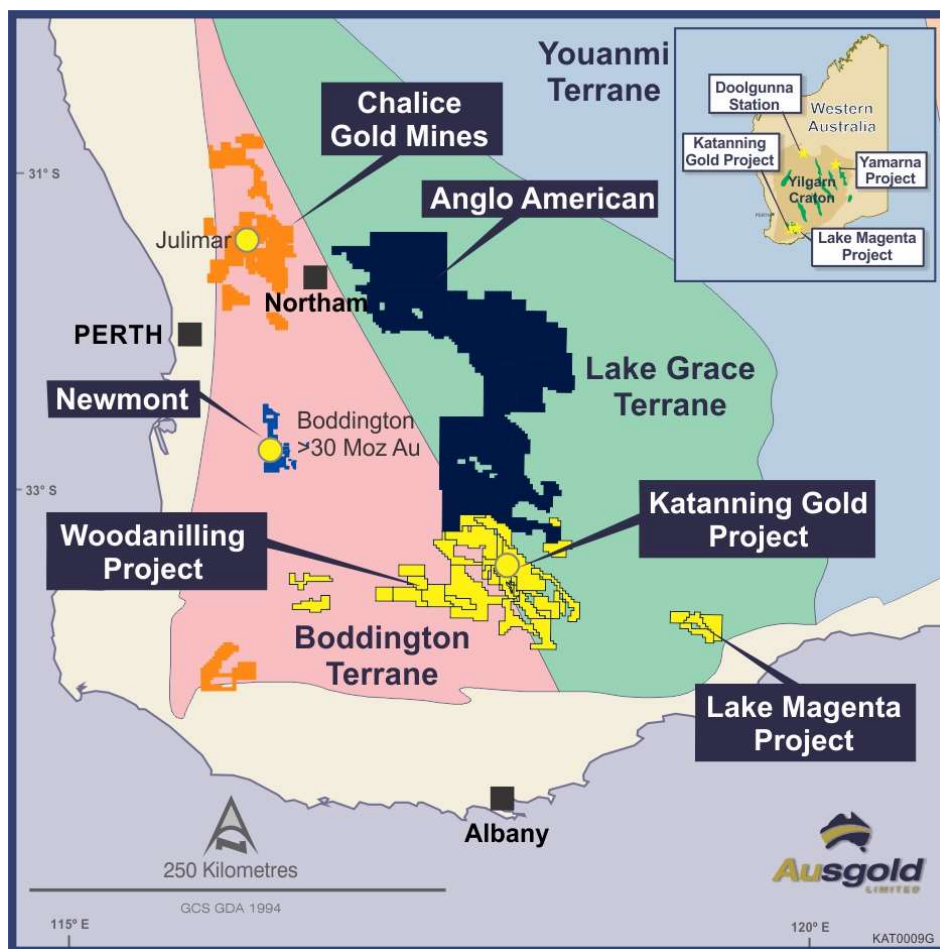 Youanmi
Terrane
Doolgunna
Station
Western
Australia
Katanning
Gold Project
Yamarna
Project
Yilgarn
Craton
PERTH
Lake Magenta
Project
Chalice
Gold Mines
31° S
Anglo American
Julimar
Northam
PERTH
Lake Grace
Terrane
Newmont
Boddington
>30 Moz Au
33° S
Katanning Gold
Project
Woodanilling
Project
Boddington
Terrane
Lake Magenta
Project
Albany
N
250 Kilometres
GCS GDA 1994
Ausgold
LIMITED
115° E
120° E
KAT0009G